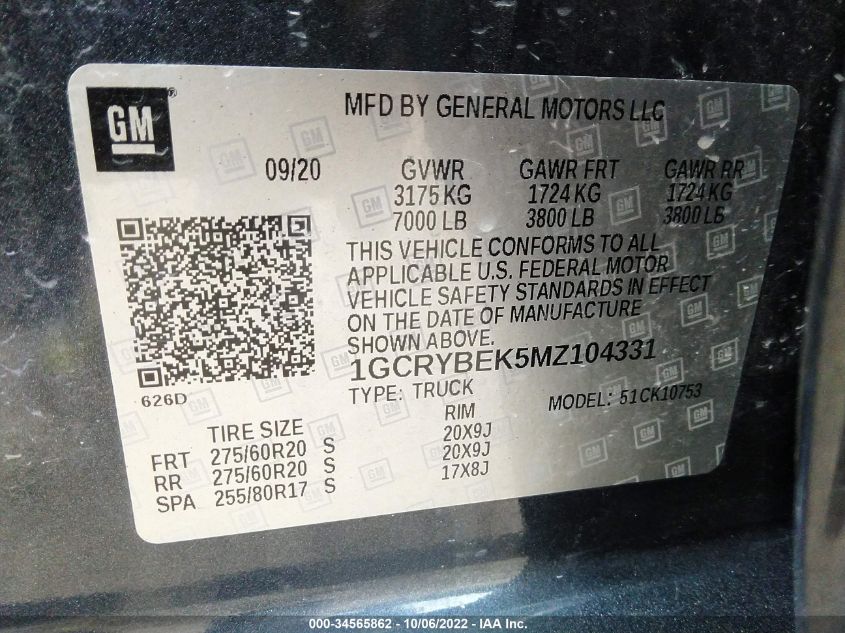 GM ®
MFD BY GENERAL MOTORS LLC
09/20 GVWR GAWR FRT GAWR RR
3175 KG 1724 KG 1724 KG
7000 LB 3800 LB 3800 LB
THIS VEHICLE CONFORMS TO ALL
APPLICABLE U.S. FEDERAL MOTOR
VEHICLE SAFETY STANDARDS IN EFFECT
ON THE DATE OF MANUFACTURE
SHOWN ABOVE.
1GCRYBEK5MZ104331
626D
TYPE: TRUCK MODEL: 51CK10753
TIRE SIZE RIM
FRT 275/60R20 S 20X9J
RR 275/60R20 S 20X9J
SPA 255/80R17 S 17X8J
000-34565862 - 10/06/2022 - IAA Inc.